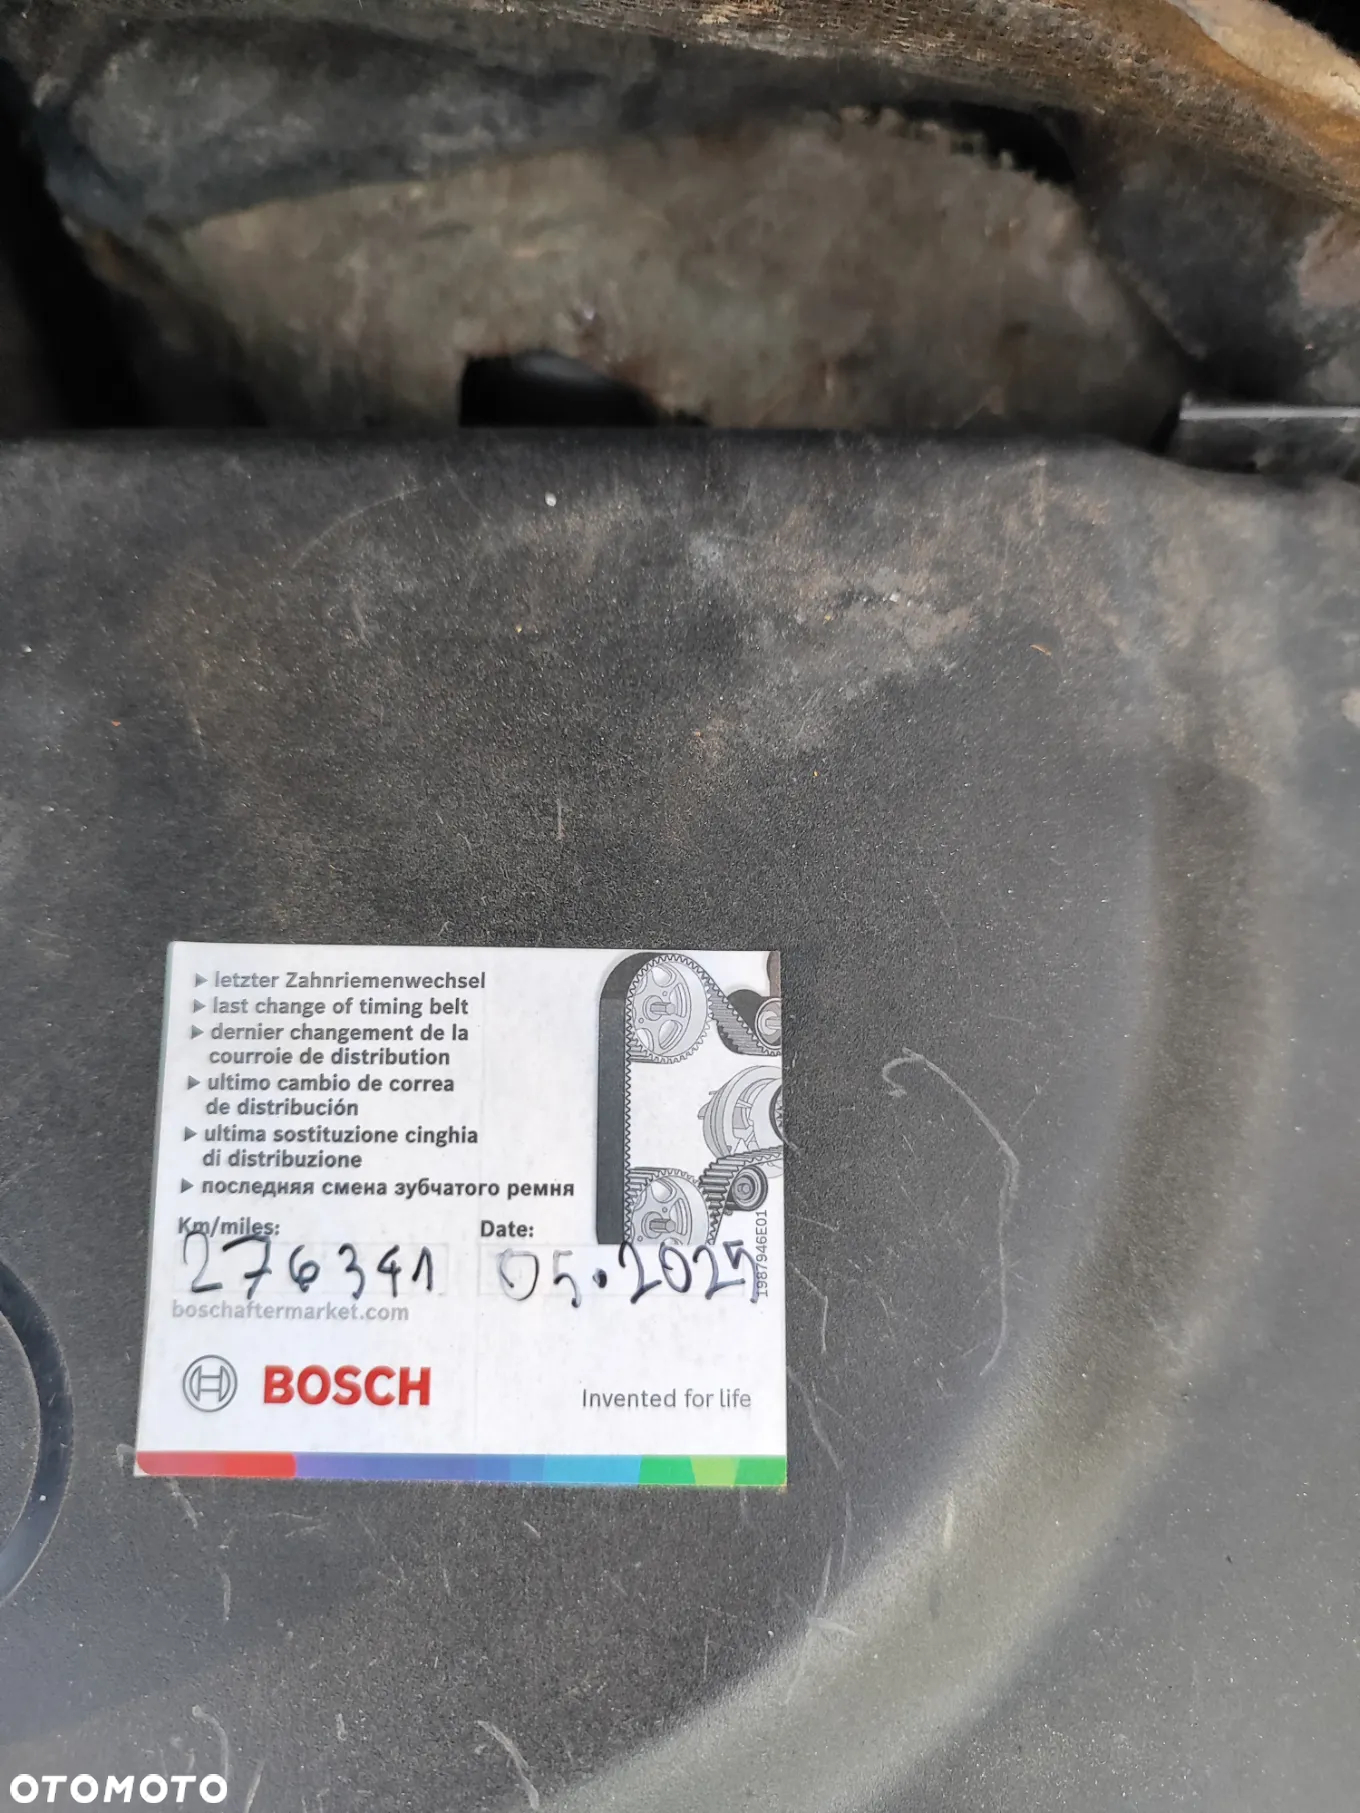 ▶ letzter Zahnriemenwechsel
▶ last change of timing belt
▶ dernier changement de la
courroie de distribution
▶ ultimo cambio de correa
de distribución
▶ ultima sostituzione cinghia
di distribuzione
▶ последняя смена зубчатого ремня
Km/miles: Date:
276341 05.2025
1987946E01
boschaftermarket.com
BOSCH
Invented for life
OTOMOTO